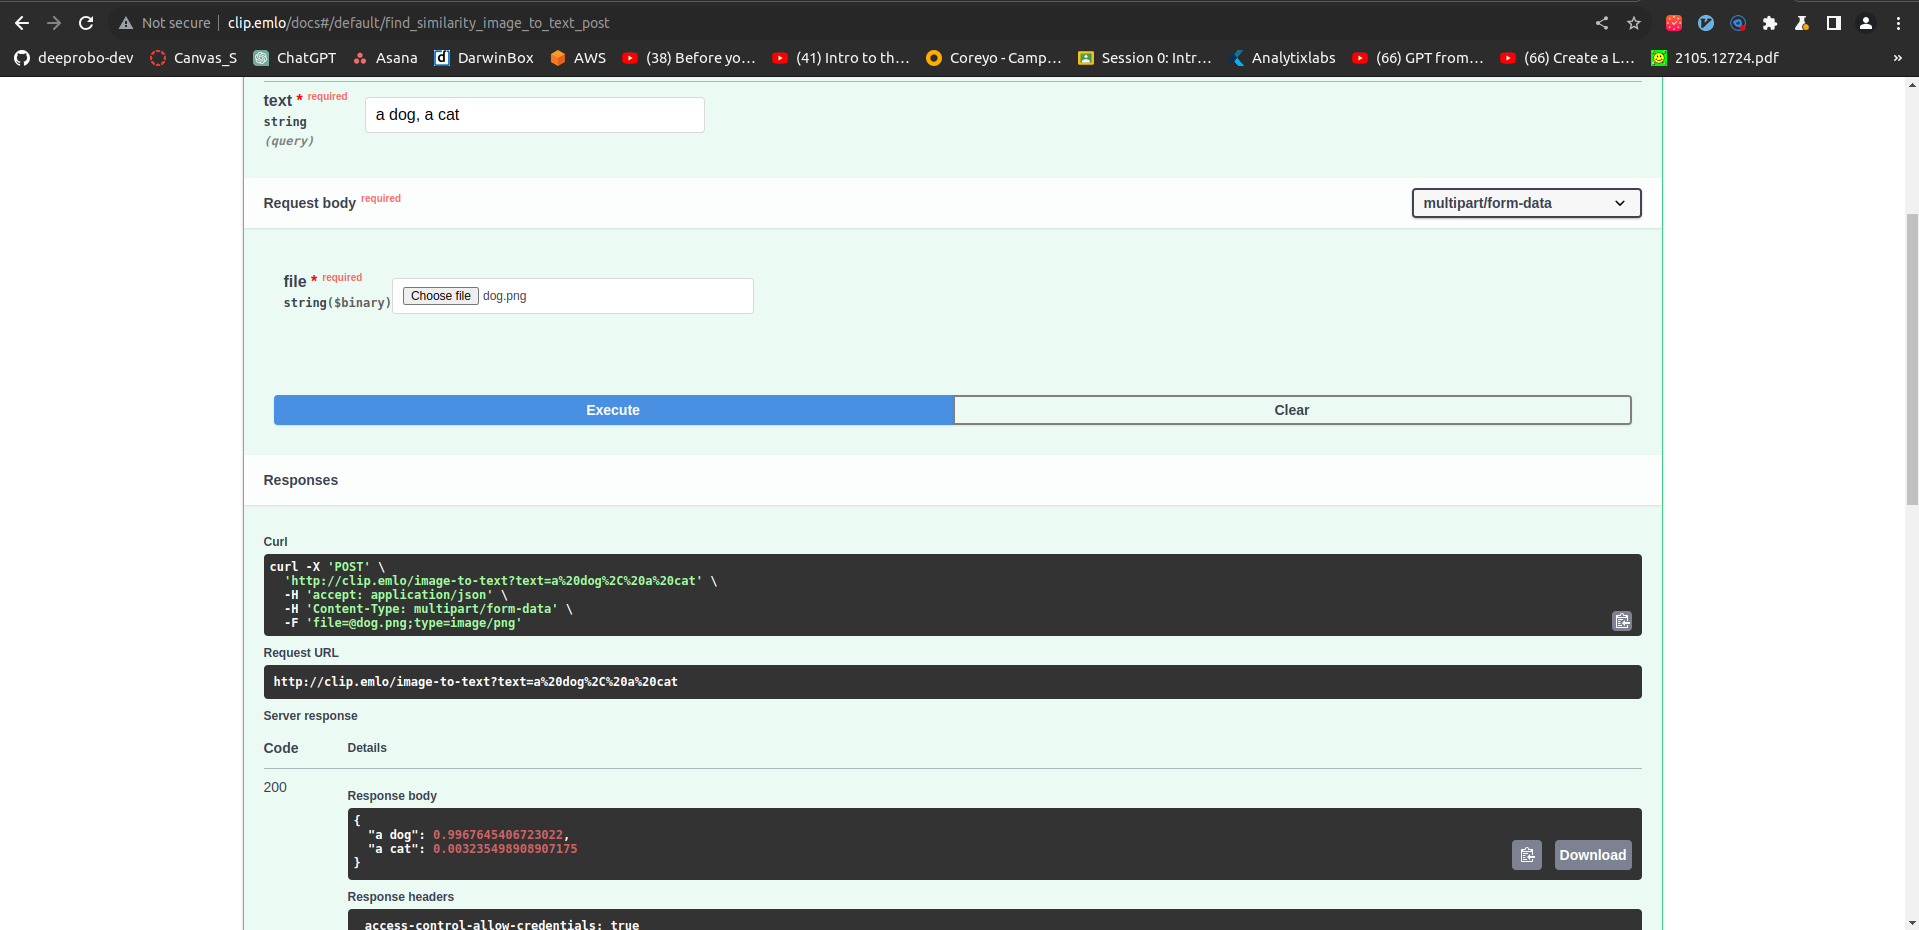 Not secure clip.emlo/docs#/default/find_similarity_image_to_text_post
deeprobo-dev Canvas_S ChatGPT Asana DarwinBox AWS (38) Before yo... (41) Intro to th... Coreyo - Camp... Session 0: Intr... Analytixlabs (66) GPT from... (66) Create a L... 2105.12724.pdf »
text * required
string
(query)
a dog, a cat
Request body required
multipart/form-data
file * required
string($binary)
Choose file dog.png
Execute Clear
Responses
Curl
curl -X 'POST' \
'http://clip.emlo/image-to-text?text=a%20dog%2C%20a%20cat' \
-H 'accept: application/json' \
-H 'Content-Type: multipart/form-data' \
-F 'file=@dog.png;type=image/png'
Request URL
http://clip.emlo/image-to-text?text=a%20dog%2C%20a%20cat
Server response
Code Details
200
Response body
{
"a dog": 0.9967645406723022,
"a cat": 0.003235498908907175
}
Download
Response headers
access-control-allow-credentials: true